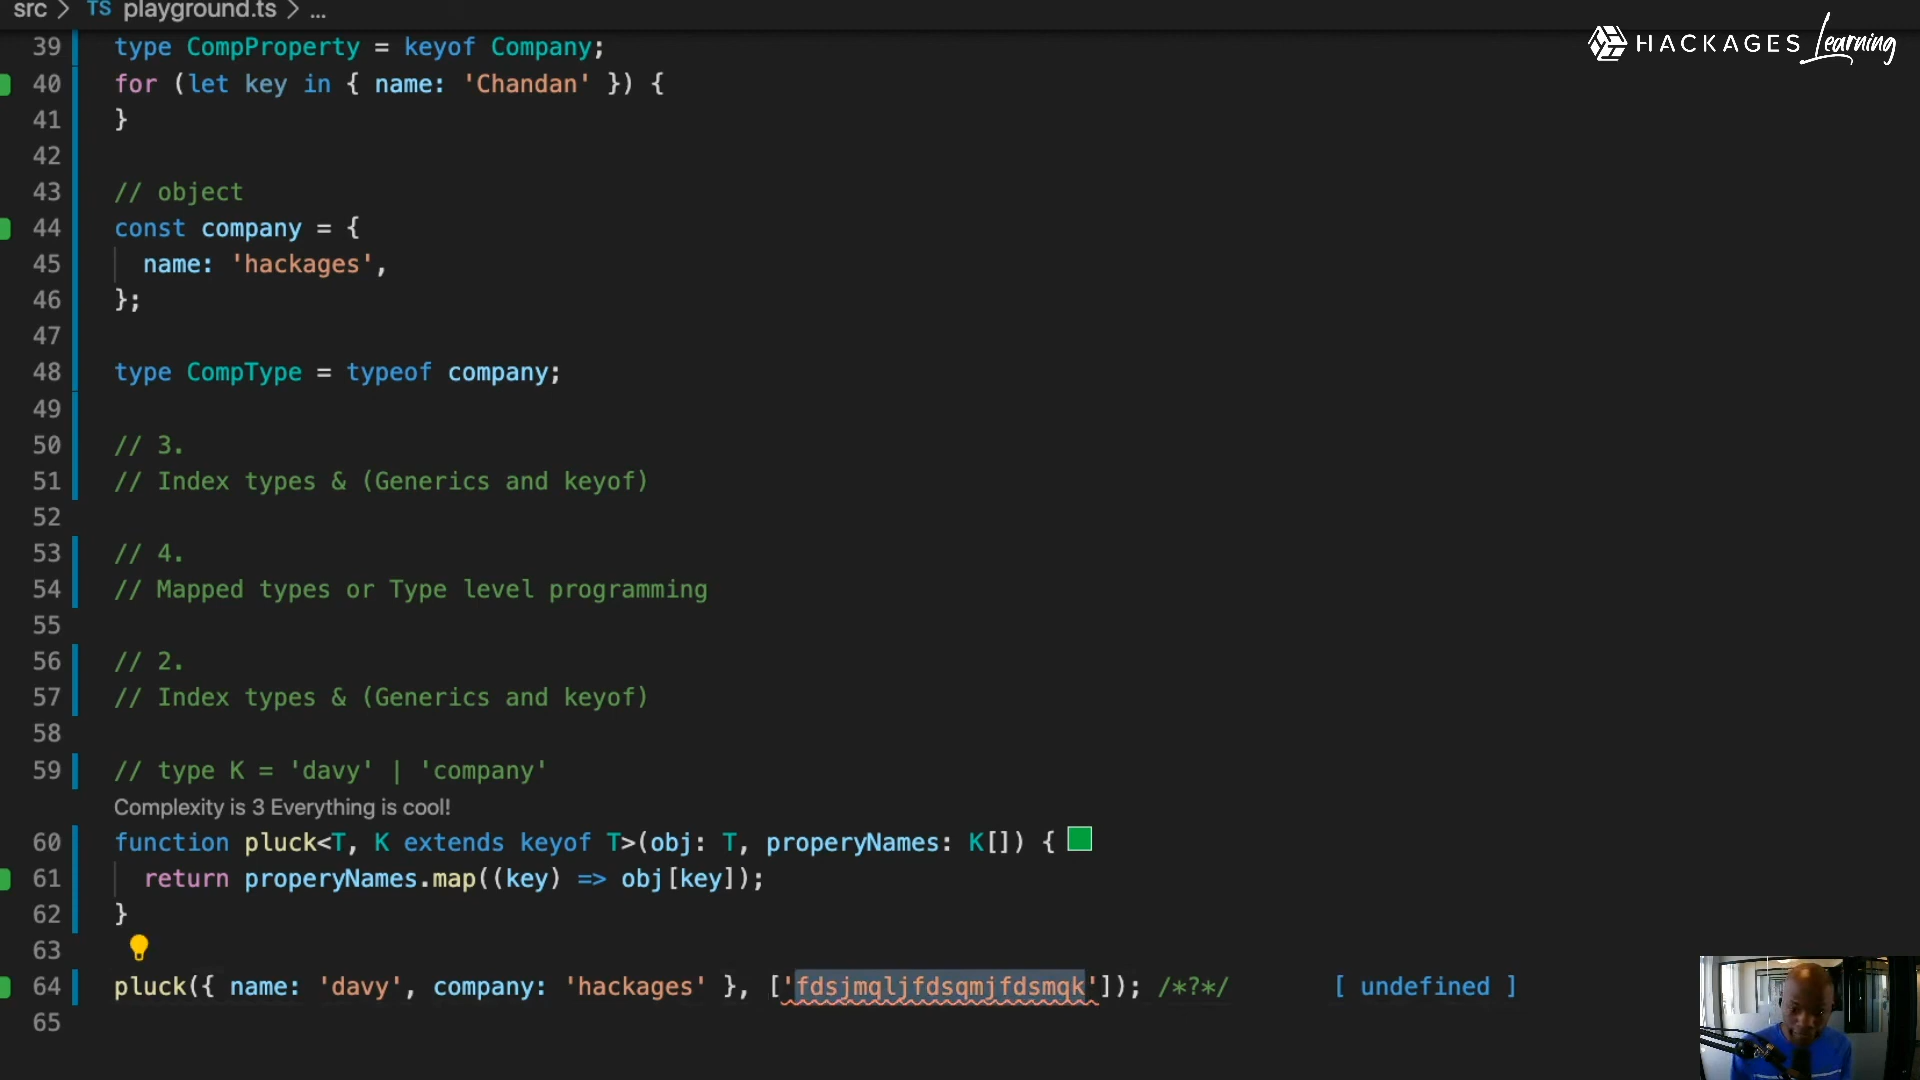 src > TS playground.ts > ...
HACKAGES Learning
39 type CompProperty = keyof Company;
40 for (let key in { name: 'Chandan' }) {
41 }
42
43 // object
44 const company = {
45 name: 'hackages',
46 };
47
48 type CompType = typeof company;
49
50 // 3.
51 // Index types & (Generics and keyof)
52
53 // 4.
54 // Mapped types or Type level programming
55
56 // 2.
57 // Index types & (Generics and keyof)
58
59 // type K = 'davy' | 'company'
Complexity is 3 Everything is cool!
60 function pluck<T, K extends keyof T>(obj: T, properyNames: K[]) {
61 return properyNames.map((key) => obj[key]);
62 }
63
64 pluck({ name: 'davy', company: 'hackages' }, ['fdsjmqljfdsqmjfdsmqk']); /*?*/ [ undefined ]
65